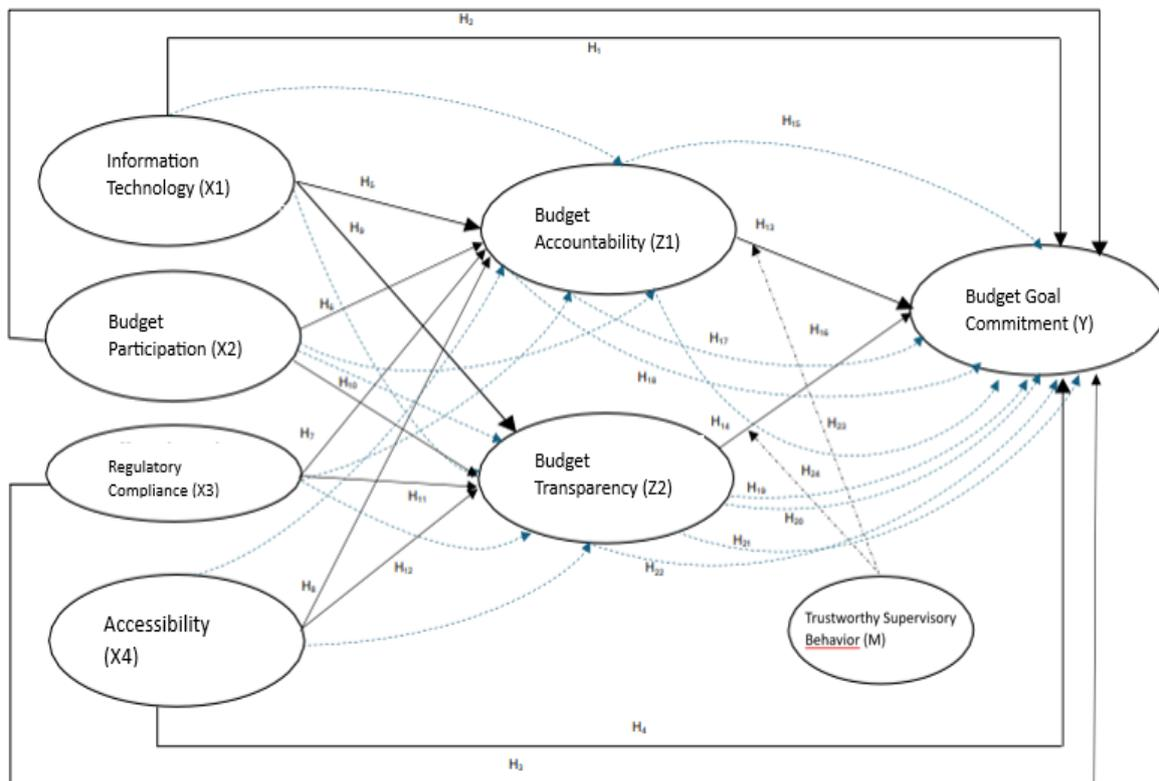 H₂
H₁
H₁₅
Information
Technology (X1)
H₅
Budget
Accountability (Z1)
H₁₃
H₉
Budget Goal
Commitment (Y)
Budget
Participation (X2)
H₆
H₁₇
H₁₆
H₁₈
H₁₀
H₁₄
H₂₃
H₇
Regulatory
Compliance (X3)
Budget
Transparency (Z2)
H₂₄
H₁₉
H₁₁
H₂₀
H₂₁
H₁₂
H₂₂
H₈
Accessibility
(X4)
Trustworthy Supervisory
Behavior (M)
H₄
H₃